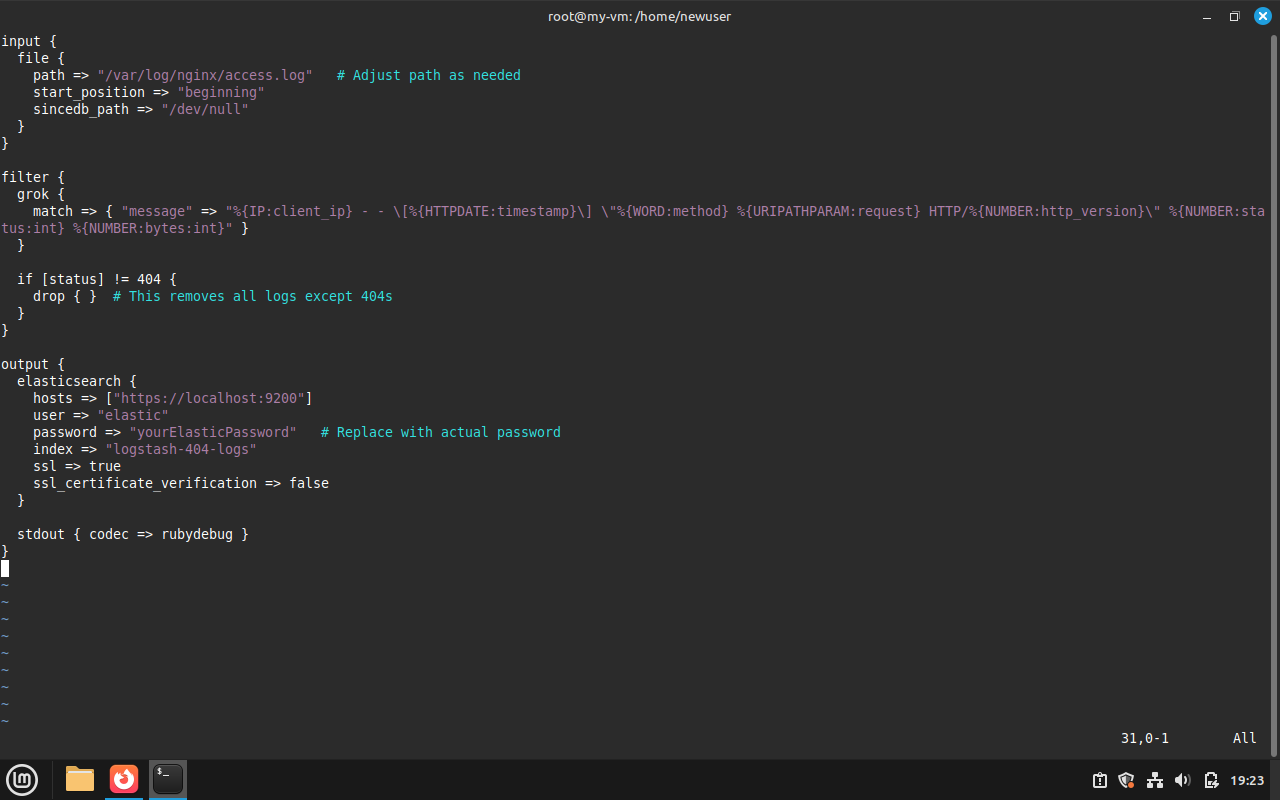 root@my-vm: /home/newuser
input {
  file {
    path => "/var/log/nginx/access.log"   # Adjust path as needed
    start_position => "beginning"
    sincedb_path => "/dev/null"
  }
}

filter {
  grok {
    match => { "message" => "%{IP:client_ip} - - \[%{HTTPDATE:timestamp}\] \"%{WORD:method} %{URIPATHPARAM:request} HTTP/%{NUMBER:http_version}\" %{NUMBER:sta
tus:int} %{NUMBER:bytes:int}" }
  }

  if [status] != 404 {
    drop { }  # This removes all logs except 404s
  }
}

output {
  elasticsearch {
    hosts => ["https://localhost:9200"]
    user => "elastic"
    password => "yourElasticPassword"   # Replace with actual password
    index => "logstash-404-logs"
    ssl => true
    ssl_certificate_verification => false
  }

  stdout { codec => rubydebug }
}

~
~
~
~
~
~
~
~
~
31,0-1 All
$_
19:23